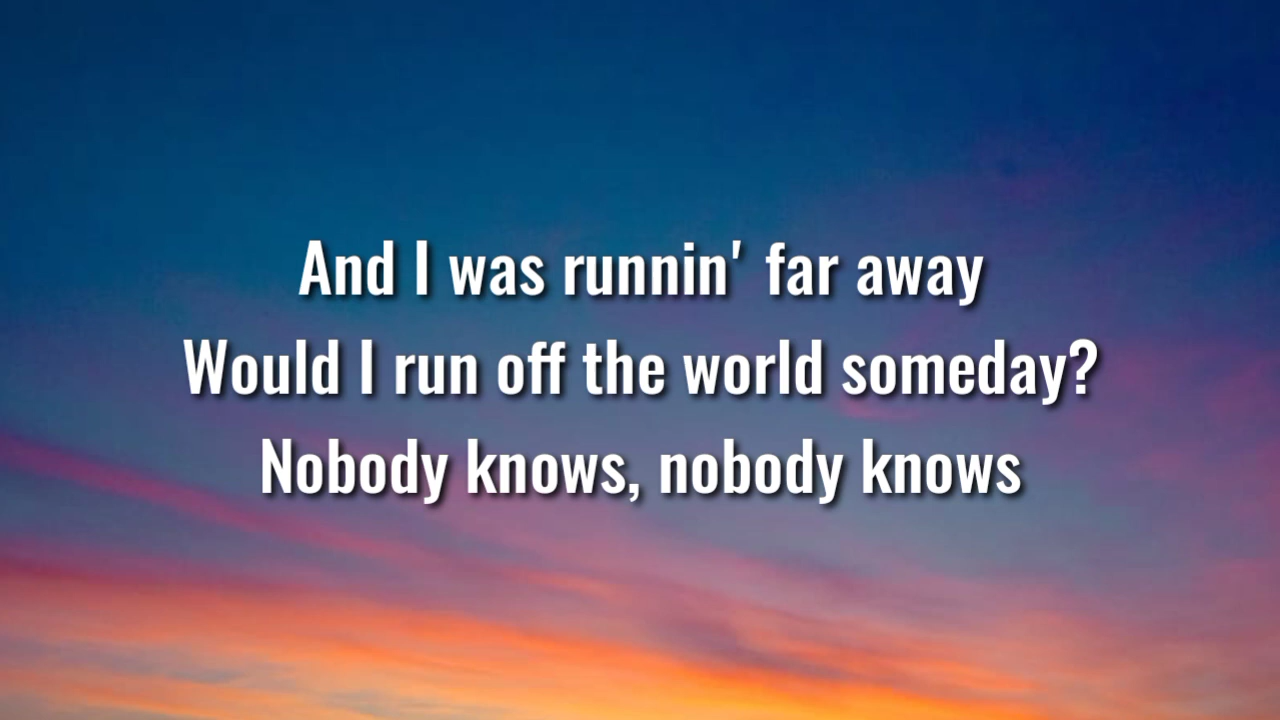 And I was runnin' far away
Would I run off the world someday?
Nobody knows, nobody knows